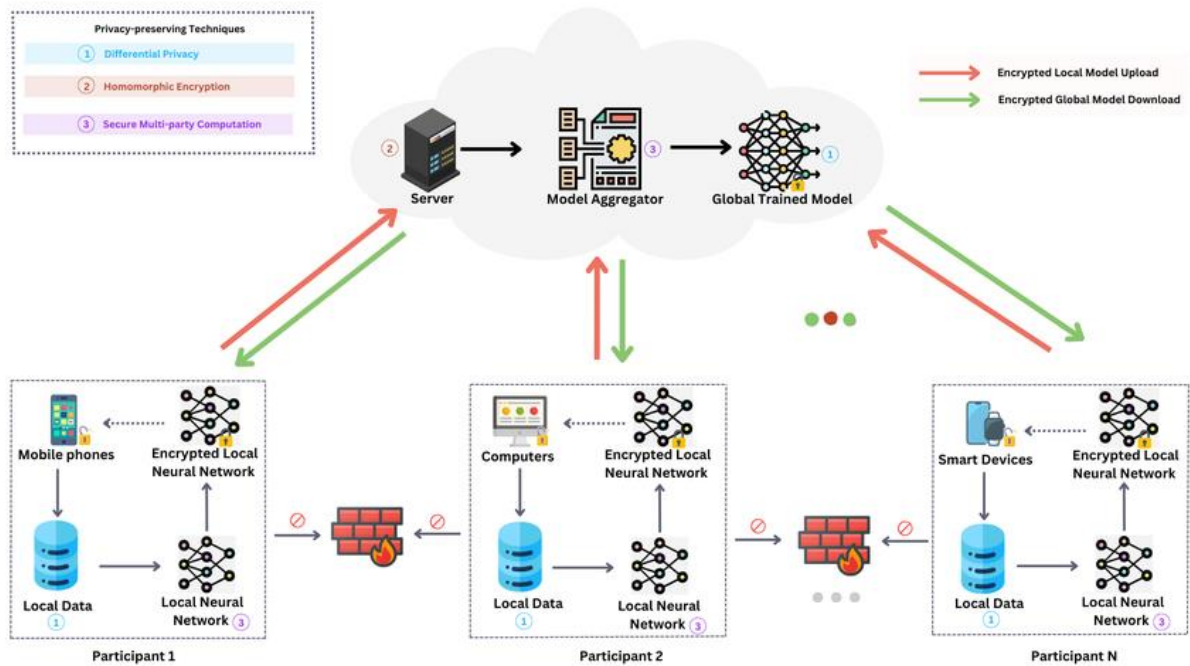 Privacy-preserving Techniques
1 Differential Privacy
2 Homomorphic Encryption
3 Secure Multi-party Computation
Encrypted Local Model Upload
Encrypted Global Model Download
2
3
1
Server
Model Aggregator
Global Trained Model
Mobile phones
Encrypted Local
Neural Network
Local Data
1
Local Neural
Network 3
Participant 1
Computers
Encrypted Local
Neural Network
Local Data
1
Local Neural
Network 3
Participant 2
Smart Devices
Encrypted Local
Neural Network
Local Data
1
Local Neural
Network 3
Participant N